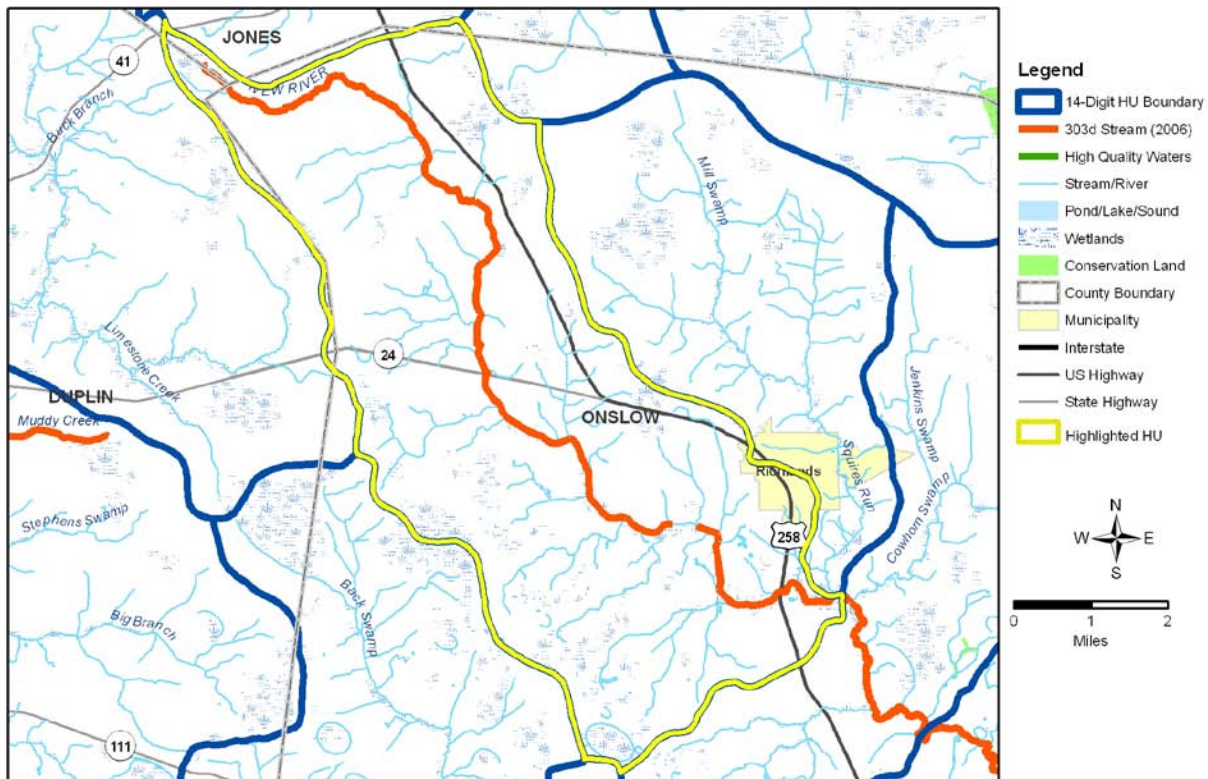 JONES
41
NEW RIVER
Buck Branch
Mill Swamp
Limestone Creek
24
DUPLIN
Muddy Creek
ONSLOW
Jenkins Swamp
Richlands
Squires Run
Stephens Swamp
258
Cowhorn Swamp
Back Swamp
Big Branch
111
Legend
14-Digit HU Boundary
303d Stream (2006)
High Quality Waters
Stream/River
Pond/Lake/Sound
Wetlands
Conservation Land
County Boundary
Municipality
Interstate
US Highway
State Highway
Highlighted HU
N
W E
S
0 1 2
Miles